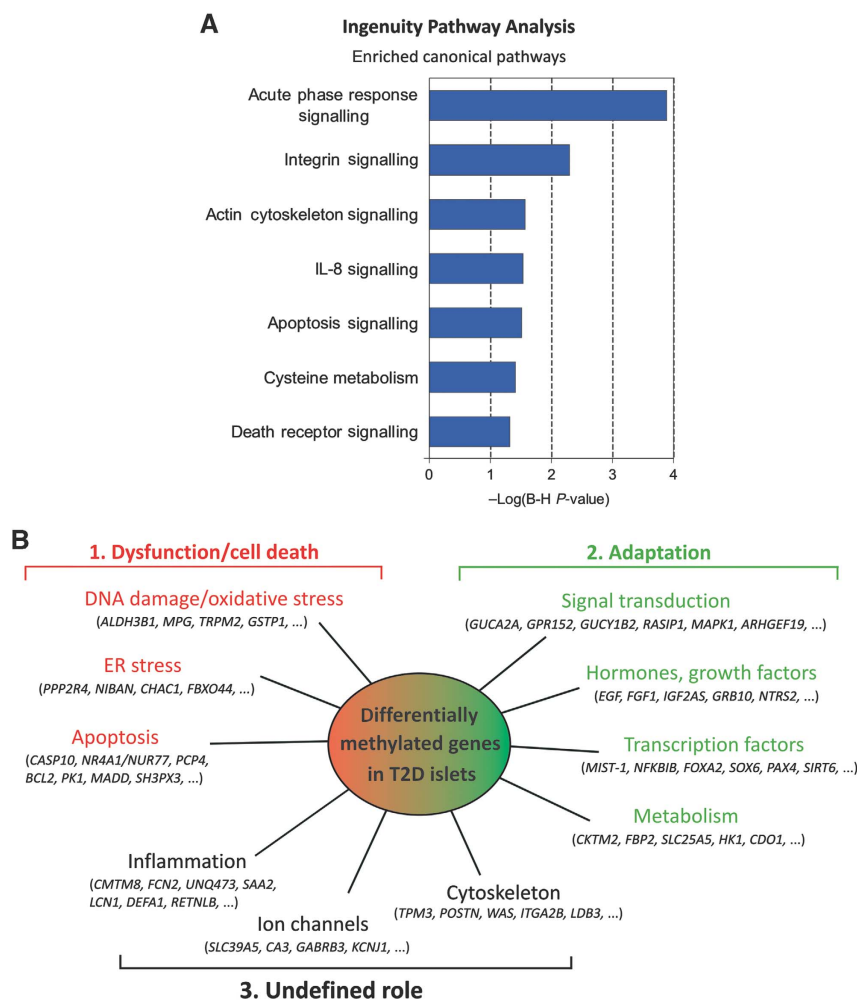 A
Ingenuity Pathway Analysis
Enriched canonical pathways
Acute phase response
signalling
Integrin signalling
Actin cytoskeleton signalling
IL-8 signalling
Apoptosis signalling
Cysteine metabolism
Death receptor signalling
0 1 2 3 4
–Log(B-H P-value)
B
1. Dysfunction/cell death
2. Adaptation
DNA damage/oxidative stress
(ALDH3B1, MPG, TRPM2, GSTP1, ...)
ER stress
(PPP2R4, NIBAN, CHAC1, FBXO44, ...)
Apoptosis
(CASP10, NR4A1/NUR77, PCP4,
BCL2, PK1, MADD, SH3PX3, ...)
Signal transduction
(GUCA2A, GPR152, GUCY1B2, RASIP1, MAPK1, ARHGEF19, ...)
Hormones, growth factors
(EGF, FGF1, IGF2AS, GRB10, NTRS2, ...)
Transcription factors
(MIST-1, NFKBIB, FOXA2, SOX6, PAX4, SIRT6, ...)
Metabolism
(CKTM2, FBP2, SLC25A5, HK1, CDO1, ...)
Differentially
methylated genes
in T2D islets
Inflammation
(CMTM8, FCN2, UNQ473, SAA2,
LCN1, DEFA1, RETNLB, ...)
Ion channels
(SLC39A5, CA3, GABRB3, KCNJ1, ...)
Cytoskeleton
(TPM3, POSTN, WAS, ITGA2B, LDB3, ...)
3. Undefined role